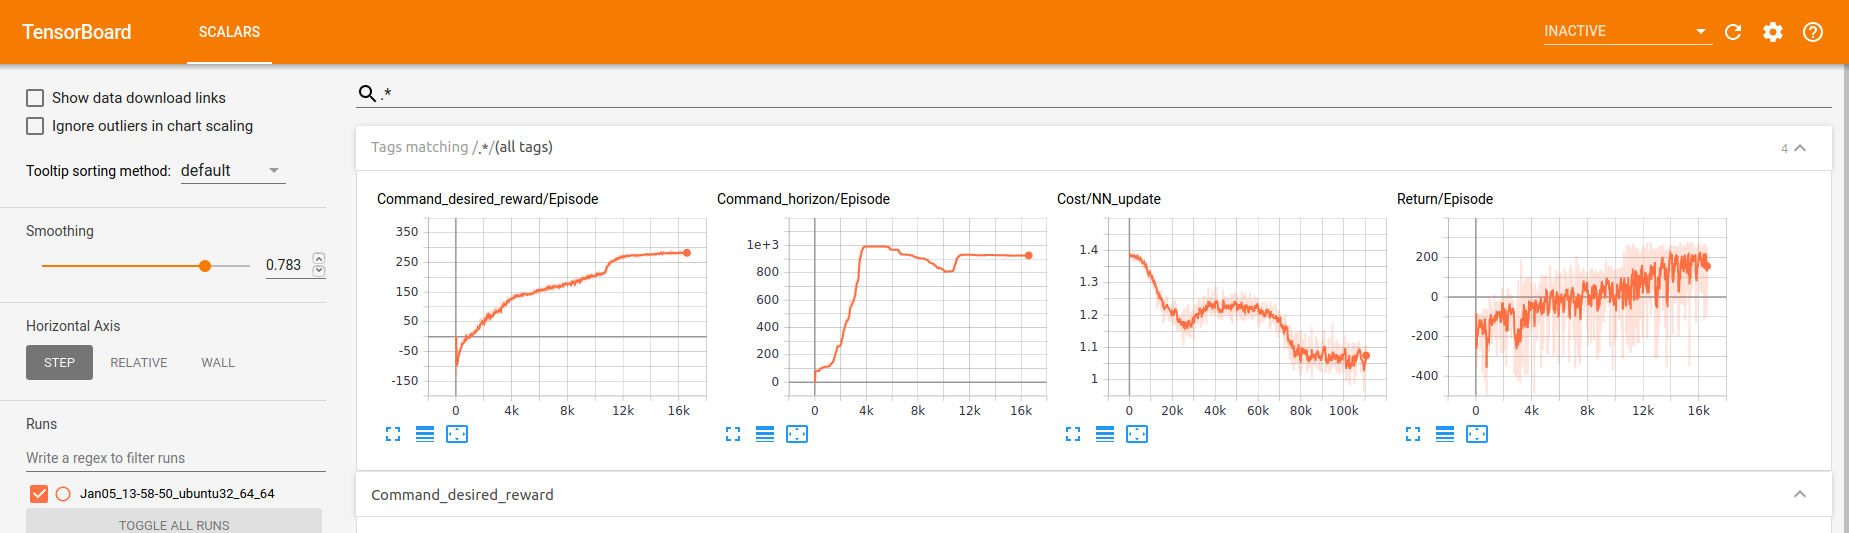 TensorBoard
SCALARS
INACTIVE
Show data download links
Ignore outliers in chart scaling
Tooltip sorting method: default
Smoothing
0.783
Horizontal Axis
STEP RELATIVE WALL
Runs
Write a regex to filter runs
Jan05_13-58-50_ubuntu32_64_64
TOGGLE ALL RUNS
.*
Tags matching /.*/(all tags)
4
Command_desired_reward/Episode
350
250
150
50
-50
-150
0 4k 8k 12k 16k
Command_horizon/Episode
1e+3
800
600
400
200
0
0 4k 8k 12k 16k
Cost/NN_update
1.4
1.3
1.2
1.1
1
0 20k 40k 60k 80k 100k
Return/Episode
200
0
-200
-400
0 4k 8k 12k 16k
Command_desired_reward